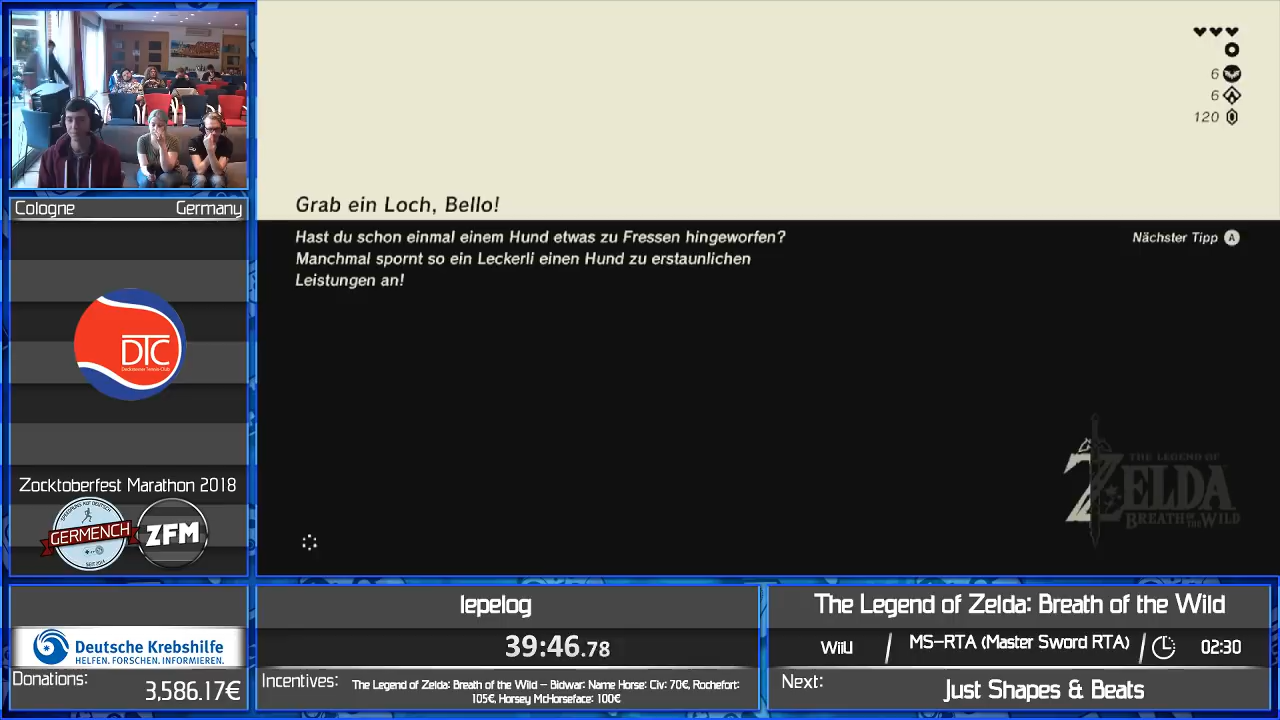 6
6
120
Grab ein Loch, Bello!
Hast du schon einmal einem Hund etwas zu Fressen hingeworfen?
Manchmal spornt so ein Leckerli einen Hund zu erstaunlichen
Leistungen an!
Nächster Tipp A
THE LEGEND OF
ZELDA
BREATH OF THE WILD
Cologne Germany
DTC
Zocktoberfest Marathon 2018
GERMENCH
ZFM
Deutsche Krebshilfe
HELFEN. FORSCHEN. INFORMIEREN.
Donations:
3,586.17€
lepelog
39:46.78
Incentives: The Legend of Zelda: Breath of the Wild – Bidwar: Name Horse: Civ: 70€, Rochefort:
105€, Horsey McHorseface: 100€
The Legend of Zelda: Breath of the Wild
WiiU / MS-RTA (Master Sword RTA) / 02:30
Next: Just Shapes & Beats